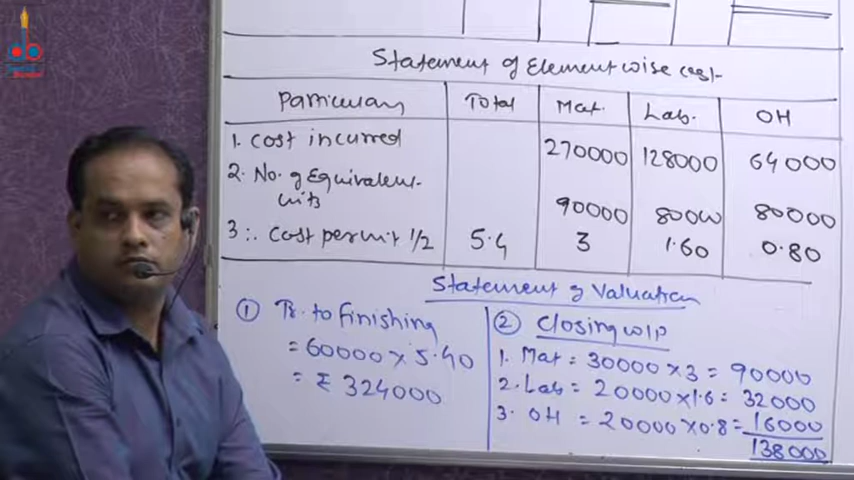 Statement of Elementwise Cost
Particulars Total Mat. Lab. OH
1. Cost incurred 270000 128000 64000
2. No. of Equivalent
units 90000 80000 80000
3 ∴ Cost per unit 1/2 5.4 3 1.60 0.80
Statement of Valuation
① Tr. to finishing
= 60000 x 5.40
= ₹ 324000
② Closing WIP
1. Mat = 30000 x 3 = 90000
2. Lab = 20000 x 1.6 = 32000
3. OH = 20000 x 0.8 = 16000
138000